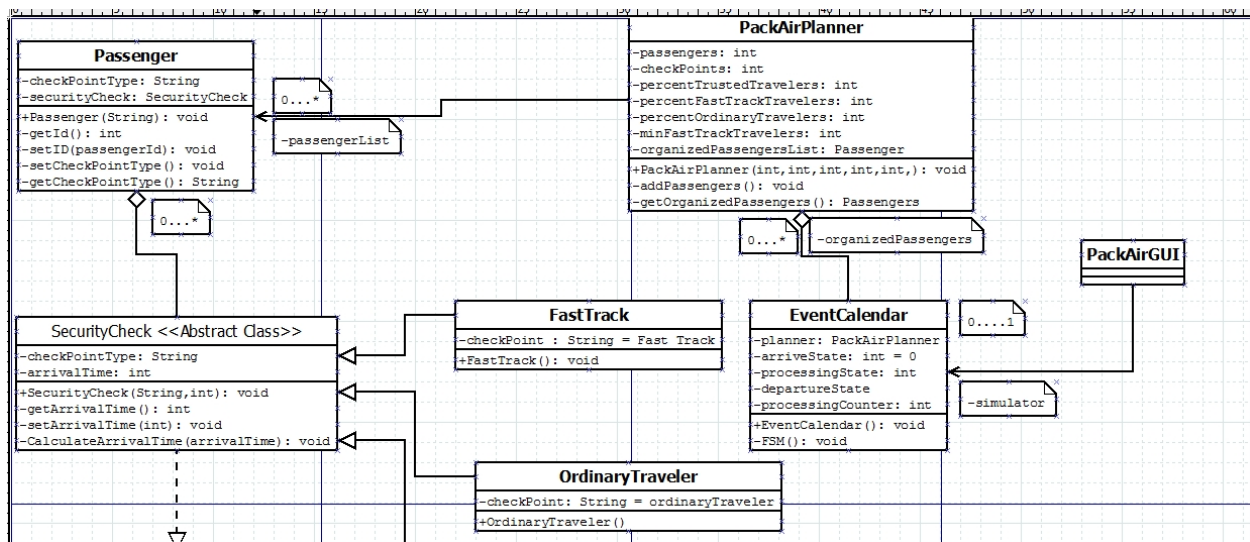 Passenger
-checkPointType: String
-securityCheck: SecurityCheck
+Passenger(String): void
-getId(): int
-setID(passengerId): void
-setCheckPointType(): void
-getCheckPointType(): String
0...*
-passengerList
0...*
PackAirPlanner
-passengers: int
-checkPoints: int
-percentTrustedTravelers: int
-percentFastTrackTravelers: int
-percentOrdinaryTravelers: int
-minFastTrackTravelers: int
-organizedPassengersList: Passenger
+PackAirPlanner(int,int,int,int,int,): void
-addPassengers(): void
-getOrganizedPassengers(): Passengers
0...*
-organizedPassengers
PackAirGUI
SecurityCheck <<Abstract Class>>
-checkPointType: String
-arrivalTime: int
+SecurityCheck(String,int): void
-getArrivalTime(): int
-setArrivalTime(int): void
-CalculateArrivalTime(arrivalTime): void
FastTrack
-checkPoint : String = Fast Track
+FastTrack(): void
EventCalendar
-planner: PackAirPlanner
-arriveState: int = 0
-processingState: int
-departureState
-processingCounter: int
+EventCalendar(): void
-FSM(): void
0....1
-simulator
OrdinaryTraveler
-checkPoint: String = ordinaryTraveler
+OrdinaryTraveler()